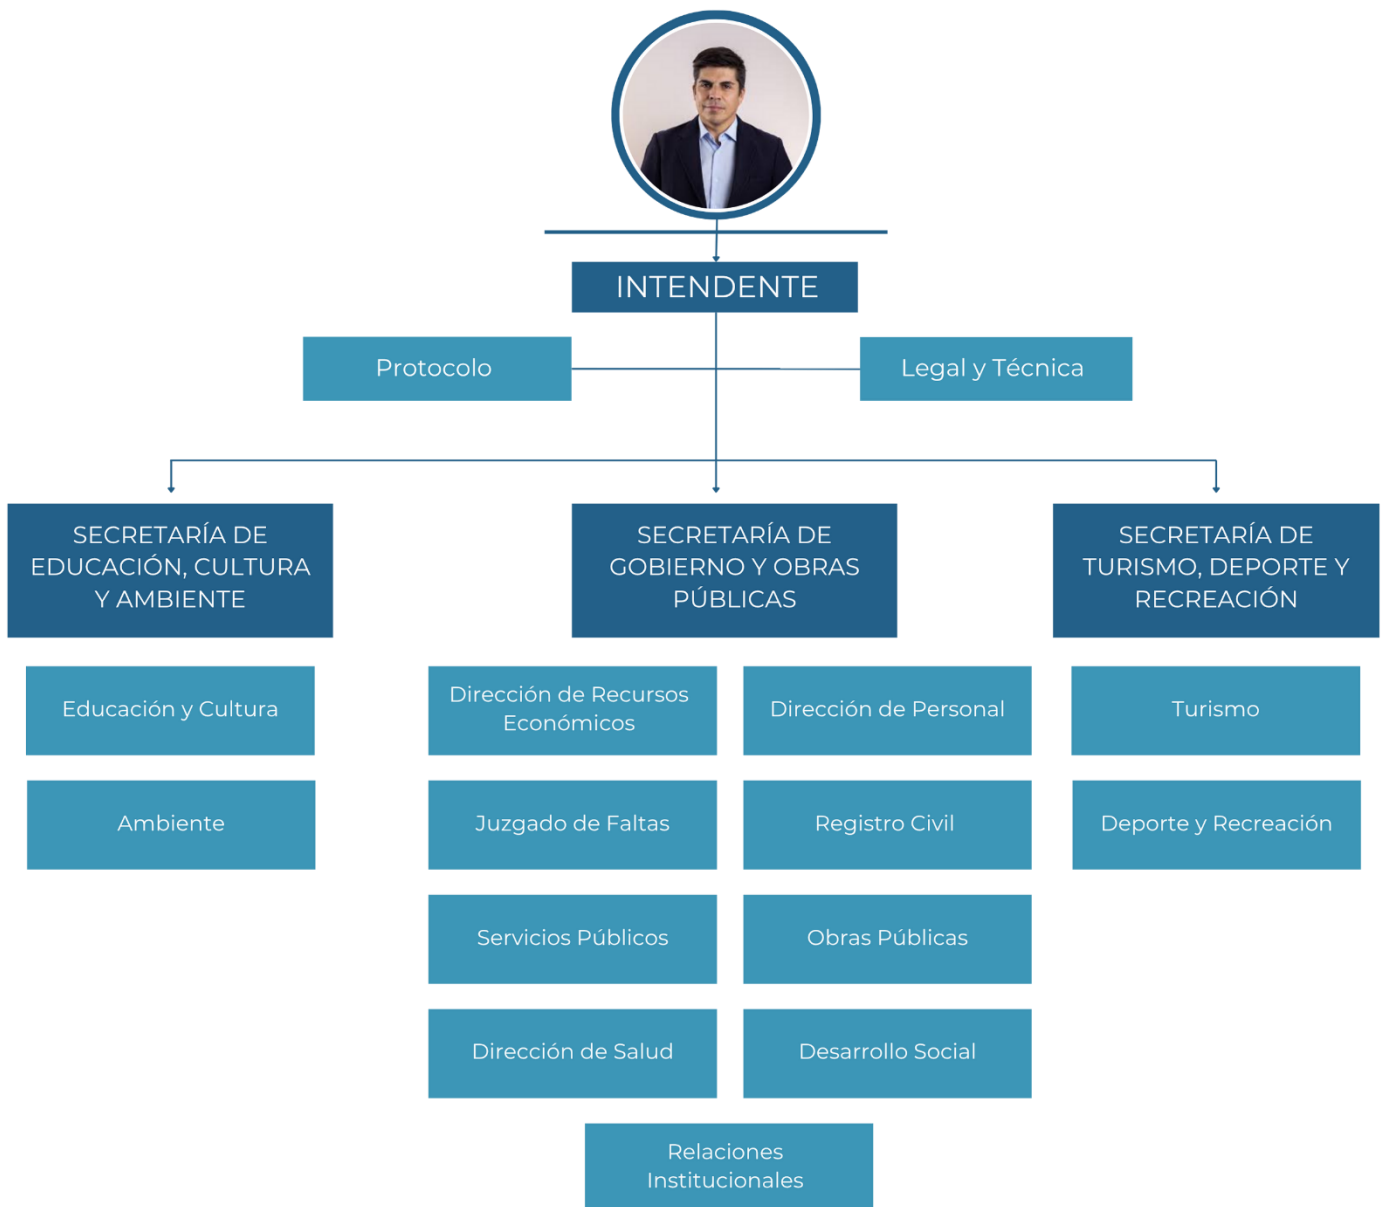 INTENDENTE
Protocolo
Legal y Técnica
SECRETARÍA DE
EDUCACIÓN, CULTURA
Y AMBIENTE
SECRETARÍA DE
GOBIERNO Y OBRAS
PÚBLICAS
SECRETARÍA DE
TURISMO, DEPORTE Y
RECREACIÓN
Educación y Cultura
Dirección de Recursos
Económicos
Dirección de Personal
Turismo
Ambiente
Juzgado de Faltas
Registro Civil
Deporte y Recreación
Servicios Públicos
Obras Públicas
Dirección de Salud
Desarrollo Social
Relaciones
Institucionales